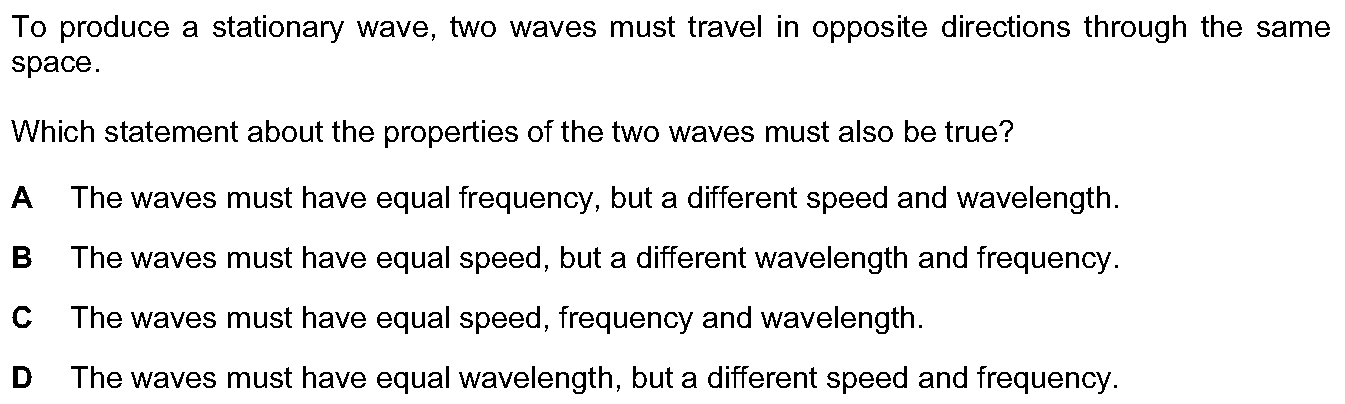 To produce a stationary wave, two waves must travel in opposite directions through the same
space.
Which statement about the properties of the two waves must also be true?
A The waves must have equal frequency, but a different speed and wavelength.
B The waves must have equal speed, but a different wavelength and frequency.
C The waves must have equal speed, frequency and wavelength.
D The waves must have equal wavelength, but a different speed and frequency.